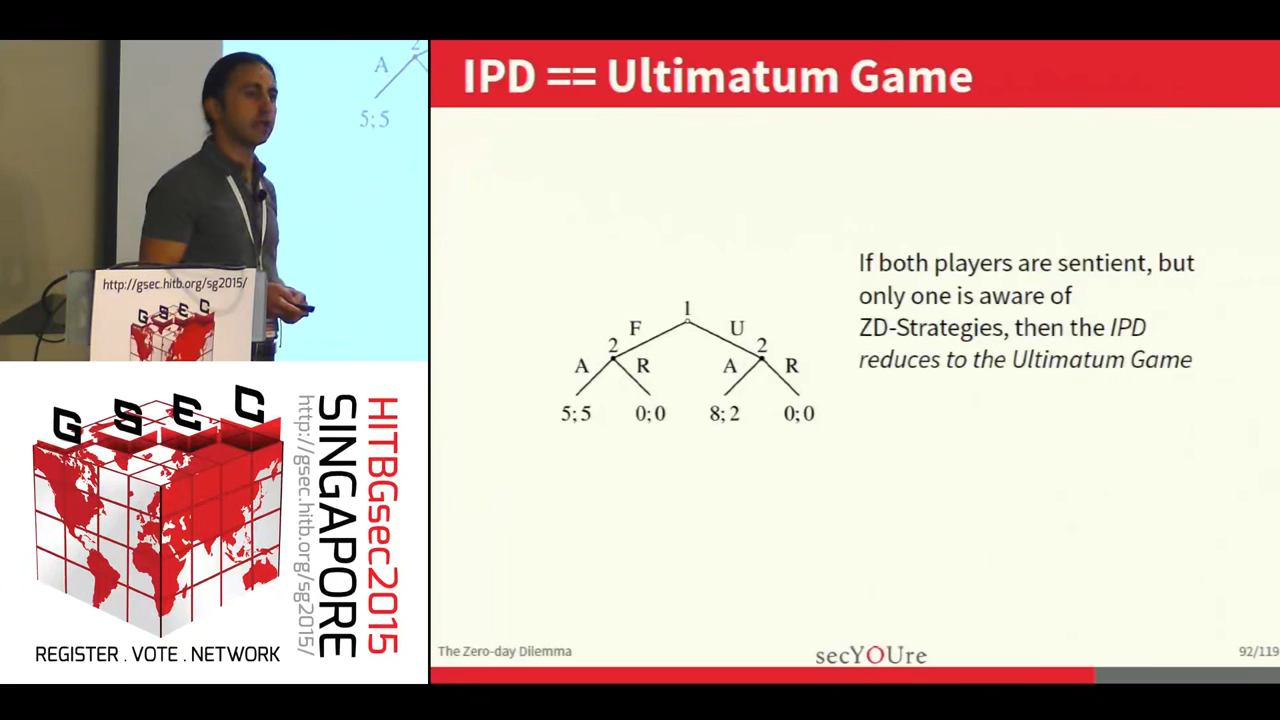 2
A
5; 5
http://gsec.hitb.org/sg2015/
G S E C
IPD == Ultimatum Game
1
F
U
2
2
A
R
A
R
5; 5
0; 0
8; 2
0; 0
If both players are sentient, but
only one is aware of
ZD-Strategies, then the IPD
reduces to the Ultimatum Game
G S E C
HITBGsec2015
SINGAPORE
http://gsec.hitb.org/sg2015/
REGISTER . VOTE . NETWORK
The Zero-day Dilemma
secYOUre
92/119